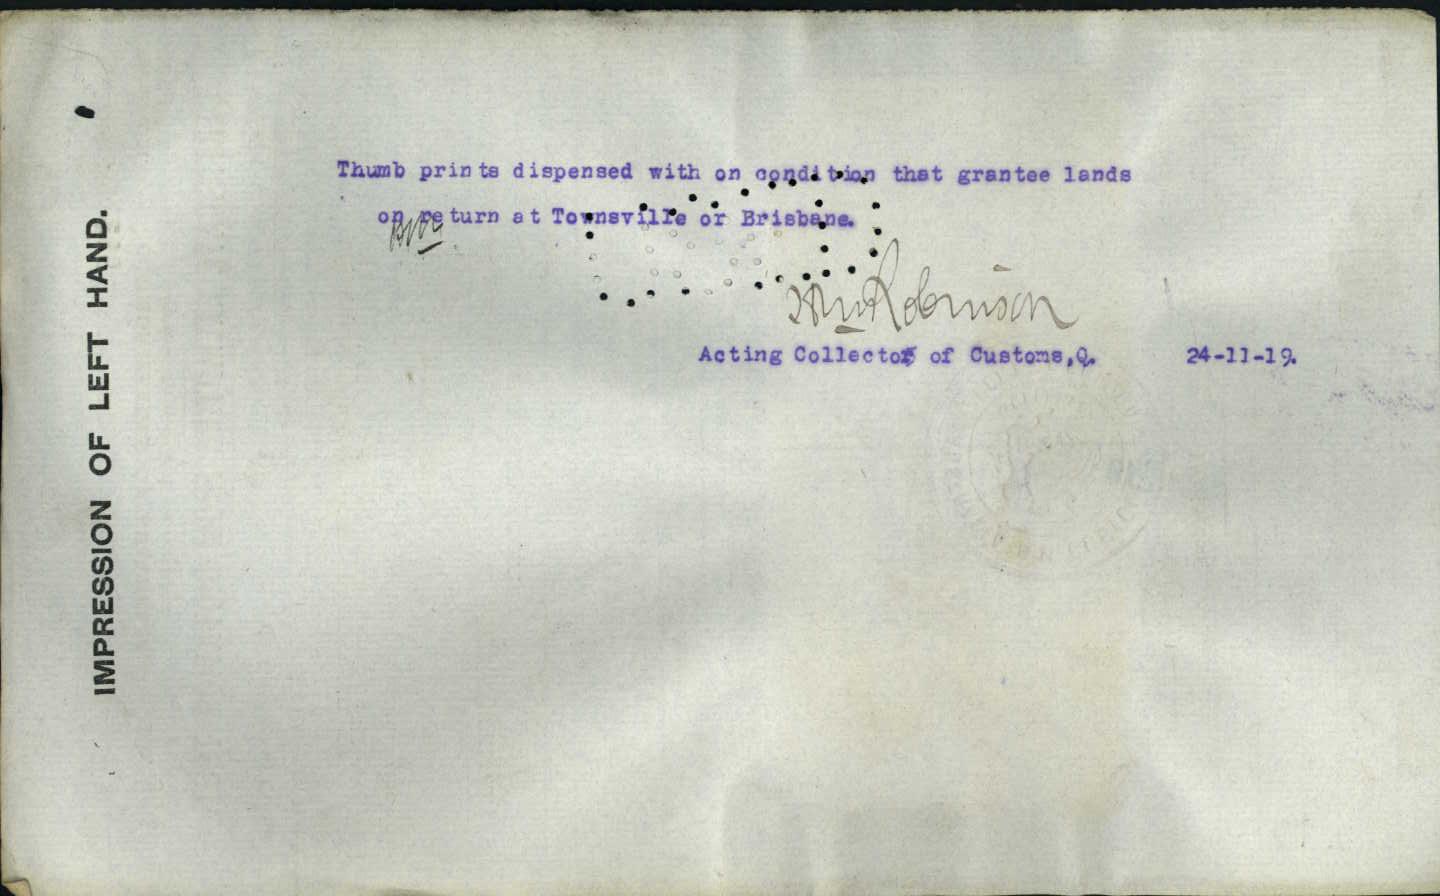 IMPRESSION OF LEFT HAND.
Thumb prints dispensed with on condition that grantee lands
on return at Townsville or Brisbane.
Robinson
Acting Collector of Customs,Q. 24-11-19.